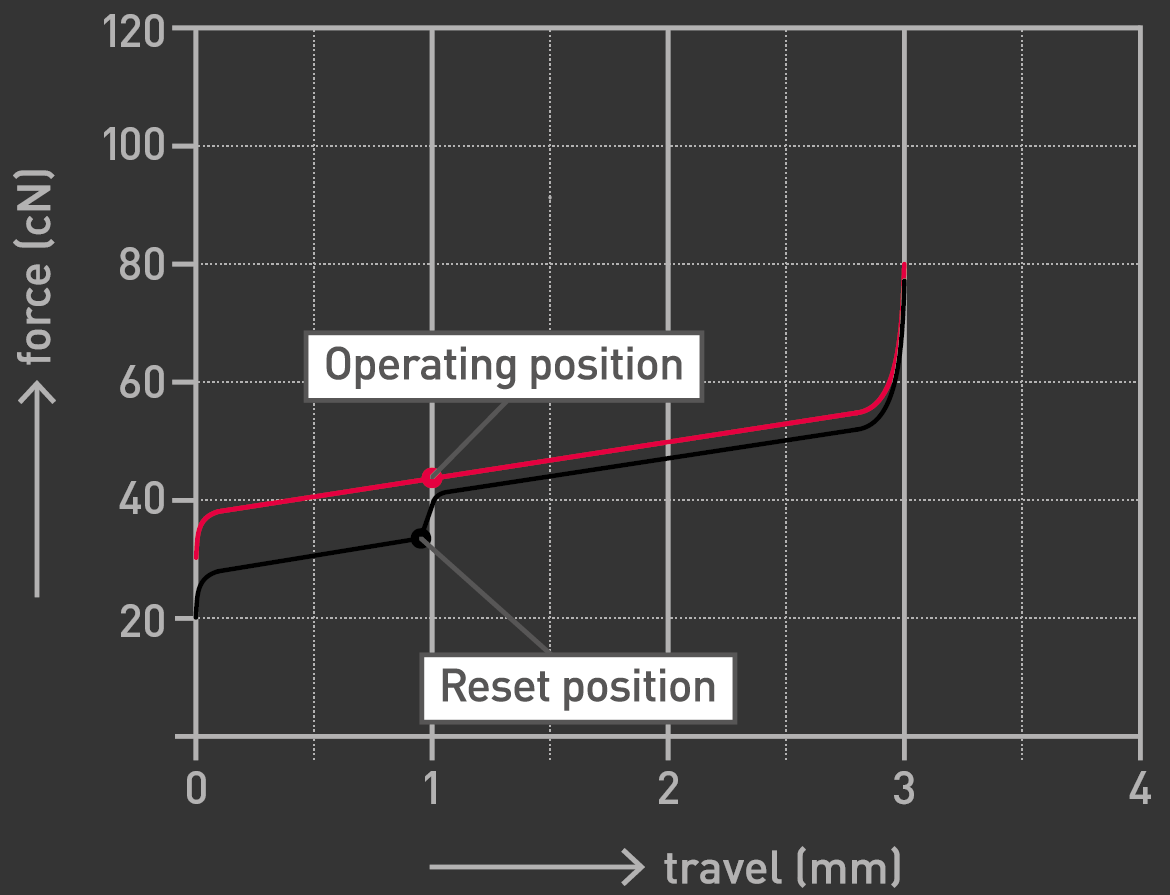 120
100
80
60
40
20
force (cN)
Operating position
Reset position
0 1 2 3 4
travel (mm)